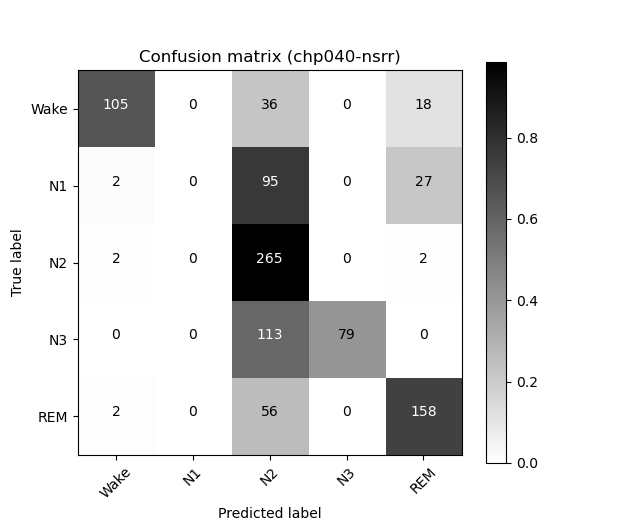 Confusion matrix (chp040-nsrr)
Wake 105 0 36 0 18
N1 2 0 95 0 27
N2 2 265 0 2
N3 0 0 113 79 0
REM 2 0 56 0 158
Wake N1 N2 N3 REM
True label
Predicted label
0.8
0.6
0.4
0.2
0.0